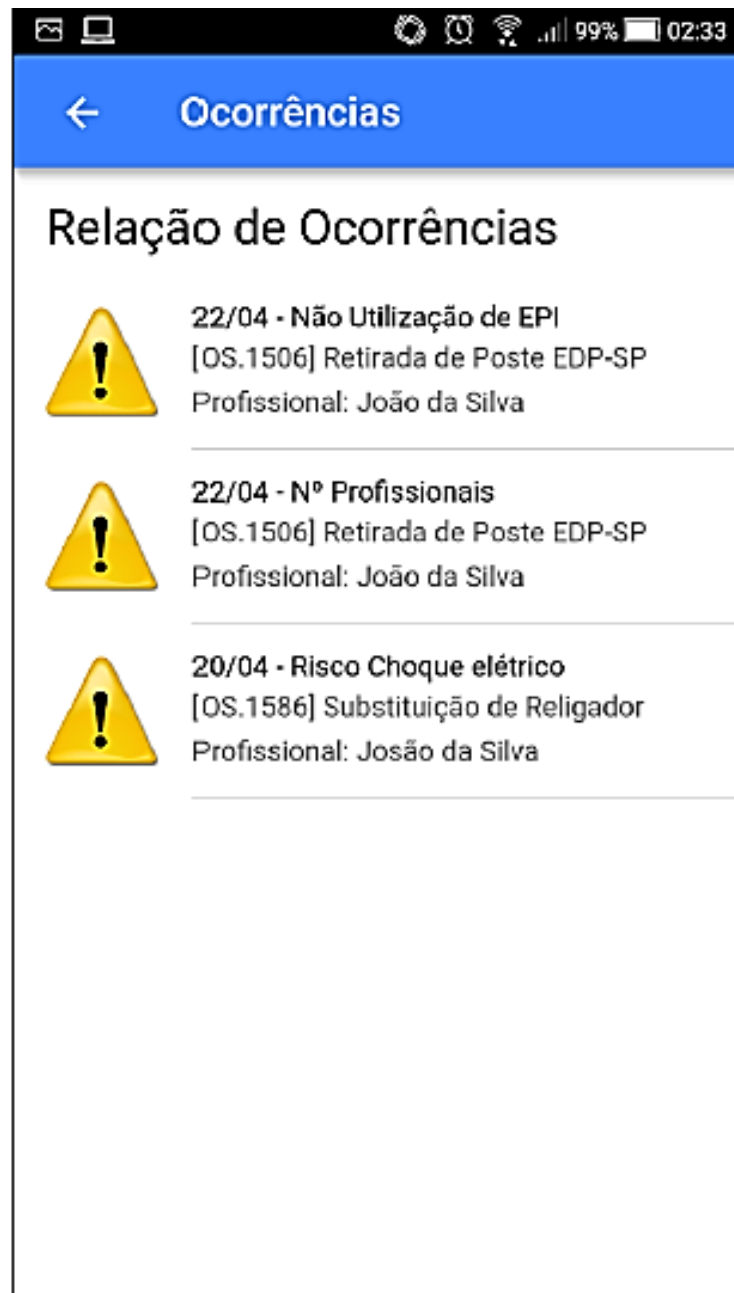 99% 02:33
Ocorrências
Relação de Ocorrências
22/04 - Não Utilização de EPI
[OS.1506] Retirada de Poste EDP-SP
Profissional: João da Silva
22/04 - Nº Profissionais
[OS.1506] Retirada de Poste EDP-SP
Profissional: João da Silva
20/04 - Risco Choque elétrico
[OS.1586] Substituição de Religador
Profissional: Josão da Silva